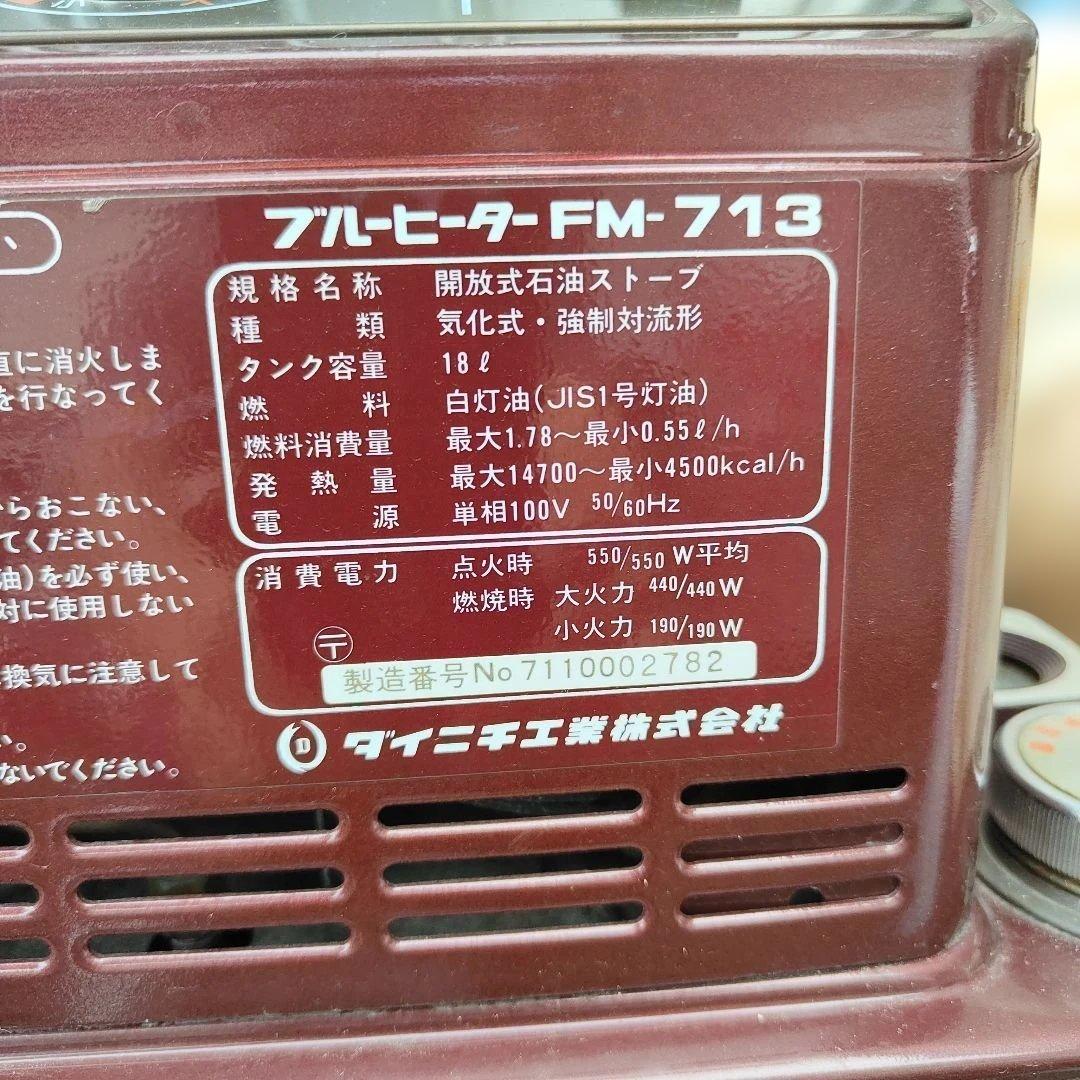 ブルーヒーター FM-713
規格名称 開放式石油ストーブ
種類 気化式・強制対流形
タンク容量 18ℓ
燃料 白灯油(JIS1号灯油)
燃料消費量 最大1.78～最小0.55ℓ/h
発熱量 最大14700～最小4500kcal/h
電源 単相100V 50/60Hz
消費電力 点火時 550/550W平均
燃焼時 大火力 440/440W
小火力 190/190W
〒
製造番号 No7110002782
ダイニチ工業株式会社
直に消火しま
を行なってく
らおこない、
てください。
油)を必ず使い、
対に使用しない
換気に注意して
い。
ないでください。